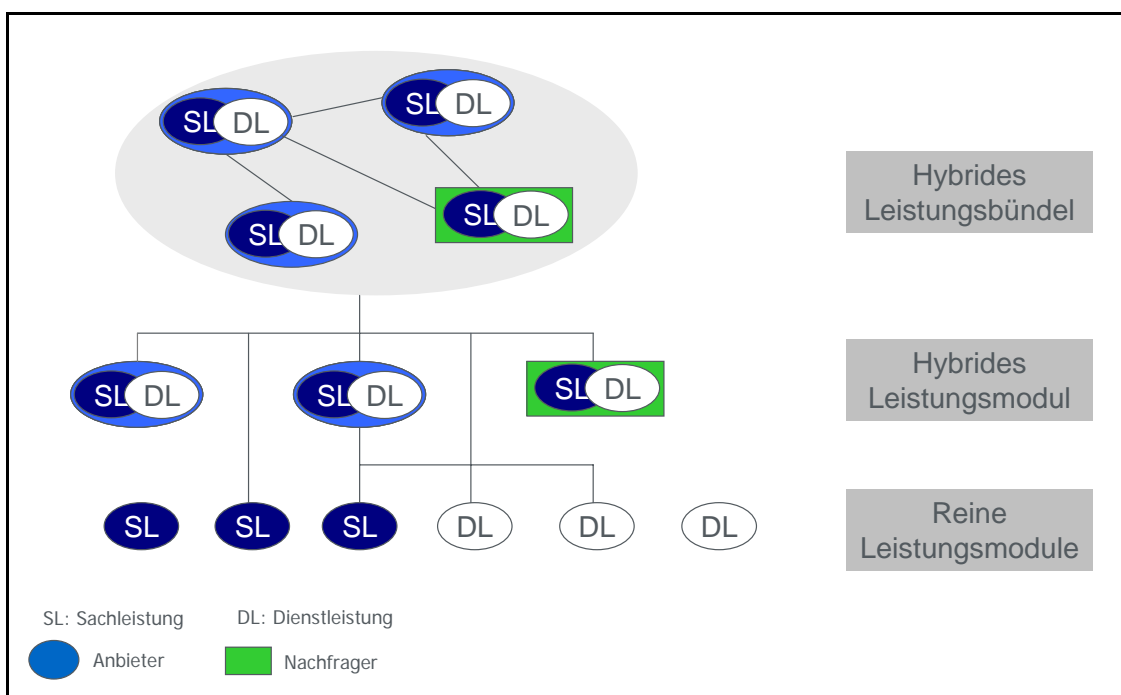 SL DL
SL DL
SL DL
SL DL
Hybrides
Leistungsbündel
SL DL
SL DL
SL DL
Hybrides
Leistungsmodul
SL SL SL DL DL DL
Reine
Leistungsmodule
SL: Sachleistung DL: Dienstleistung
Anbieter Nachfrager